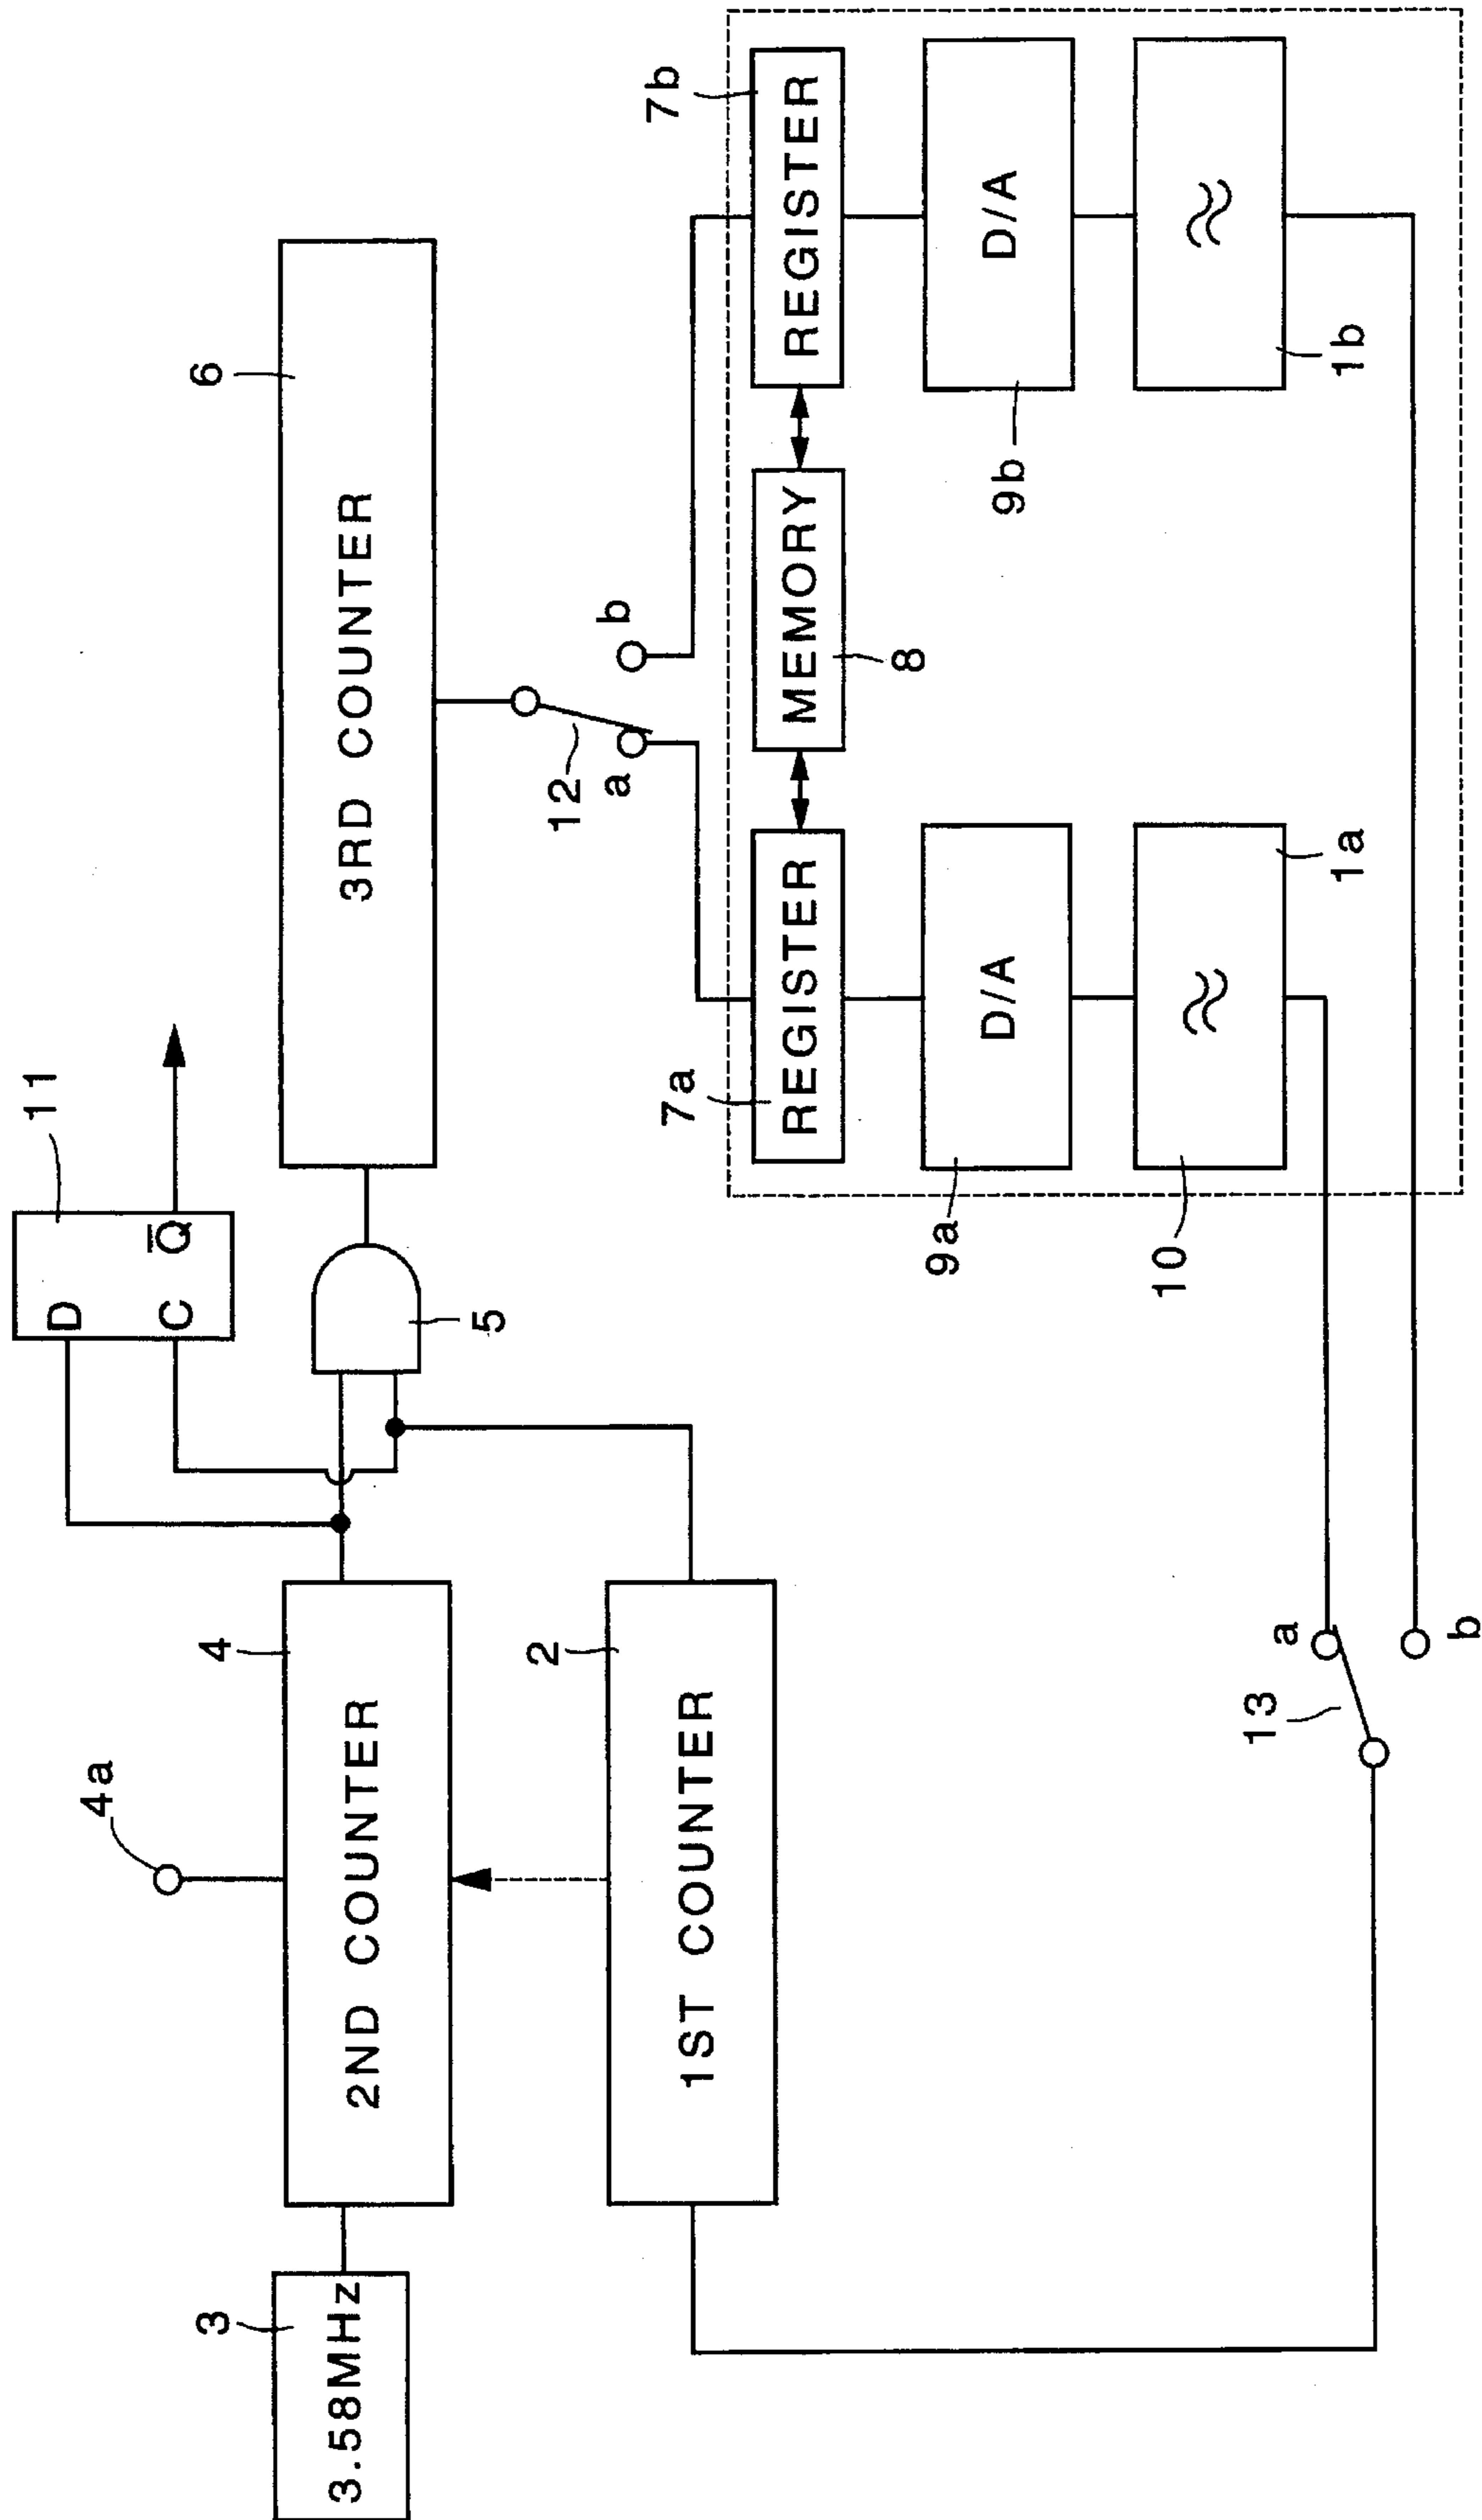 3.58MHz
3
2ND COUNTER
4
4a
1ST COUNTER
2
D
C
Q̅
11
5
3RD COUNTER
6
12
a
b
REGISTER
7a
MEMORY
8
REGISTER
7b
D/A
9a
D/A
9b
≈
10
1a
≈
1b
13
a
b